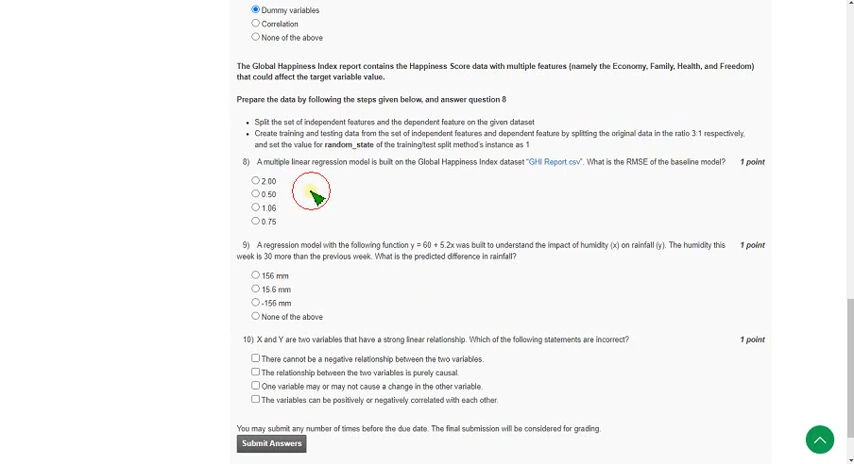 Dummy variables
Correlation
None of the above
The Global Happiness Index report contains the Happiness Score data with multiple features (namely the Economy, Family, Health, and Freedom)
that could affect the target variable value.
Prepare the data by following the steps given below, and answer question 8
• Split the set of independent features and the dependent feature on the given dataset
• Create training and testing data from the set of independent features and dependent feature by splitting the original data in the ratio 3:1 respectively,
and set the value for random_state of the training/test split method's instance as 1
8) A multiple linear regression model is built on the Global Happiness Index dataset "GHI Report.csv". What is the RMSE of the baseline model? 1 point
2.00
0.50
1.06
0.75
9) A regression model with the following function y = 60 + 5.2x was built to understand the impact of humidity (x) on rainfall (y). The humidity this 1 point
week is 30 more than the previous week. What is the predicted difference in rainfall?
156 mm
15.6 mm
-156 mm
None of the above
10) X and Y are two variables that have a strong linear relationship. Which of the following statements are incorrect? 1 point
There cannot be a negative relationship between the two variables.
The relationship between the two variables is purely causal.
One variable may or may not cause a change in the other variable.
The variables can be positively or negatively correlated with each other.
You may submit any number of times before the due date. The final submission will be considered for grading.
Submit Answers